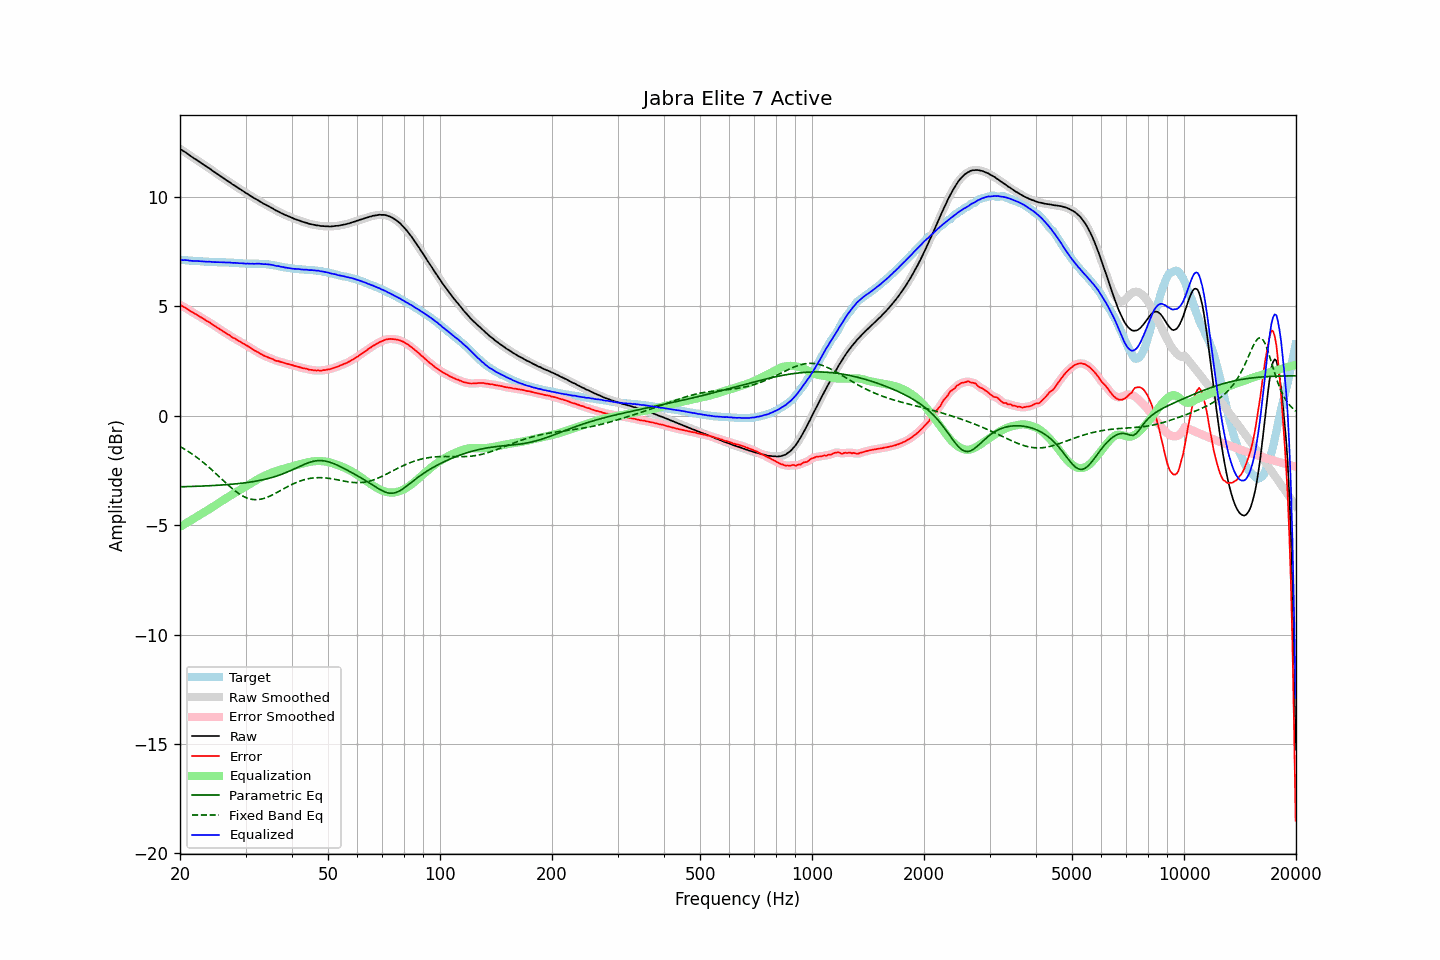 Jabra Elite 7 Active
Amplitude (dBr)
10
5
0
−5
−10
−15
−20
Target
Raw Smoothed
Error Smoothed
Raw
Error
Equalization
Parametric Eq
Fixed Band Eq
Equalized
20 50 100 200 500 1000 2000 5000 10000 20000
Frequency (Hz)